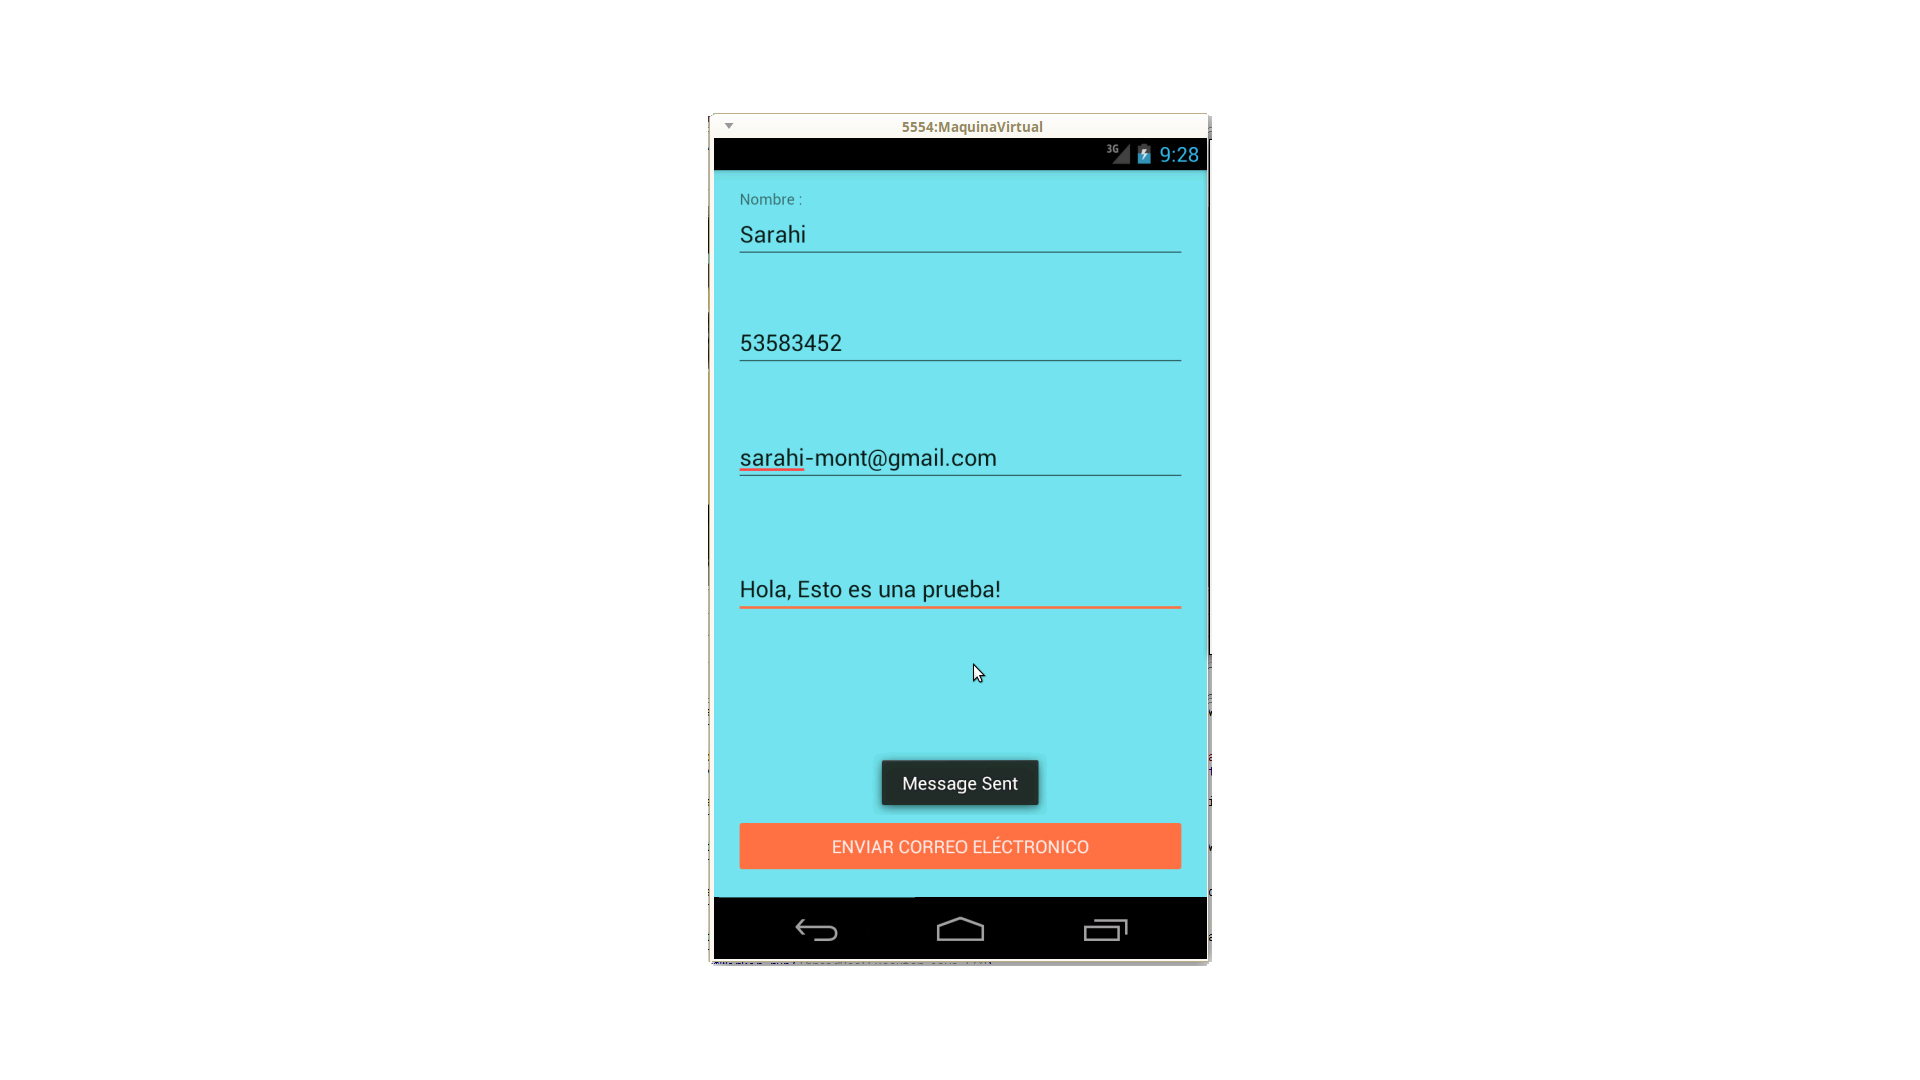 5554:MaquinaVirtual
3G 9:28
Nombre :
Sarahi
53583452
sarahi-mont@gmail.com
Hola, Esto es una prueba!
Message Sent
ENVIAR CORREO ELÉCTRONICO